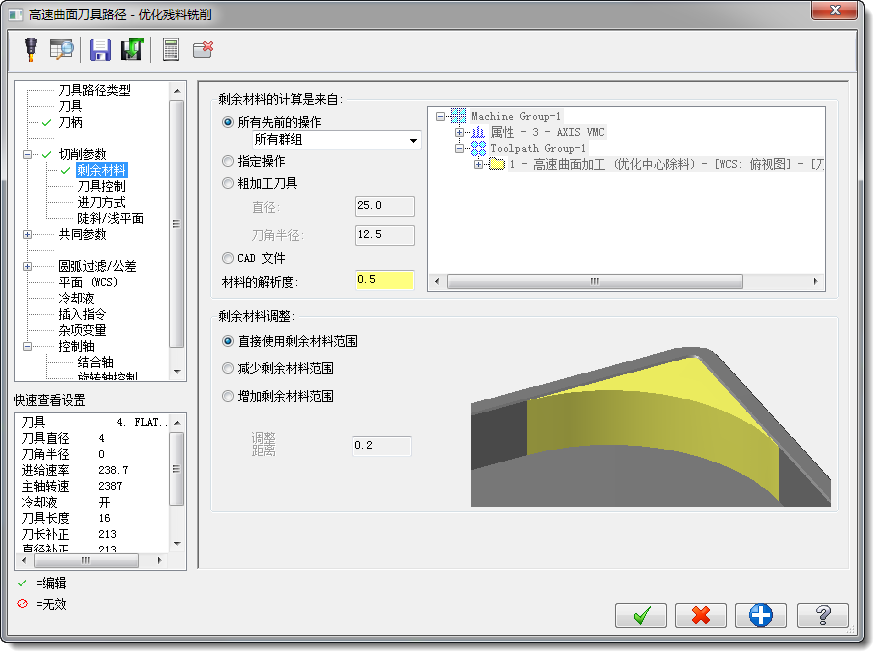 高速曲面刀具路径 - 优化残料铣削
刀具路径类型
刀具
刀柄
切削参数
剩余材料
刀具控制
进刀方式
陡斜/浅平面
共同参数
圆弧过滤/公差
平面 (WCS)
冷却液
插入指令
杂项变量
控制轴
结合轴
旋转轴控制
快速查看设置
刀具 4. FLAT..
刀具直径 4
刀角半径 0
进给速率 238.7
主轴转速 2387
冷却液 开
刀具长度 16
刀长补正 213
直径补正 213
=编辑
=无效
剩余材料的计算是来自:
所有先前的操作
所有群组
指定操作
粗加工刀具
直径: 25.0
刀角半径: 12.5
CAD 文件
材料的解析度: 0.5
Machine Group-1
属性 - 3 - AXIS VMC
Toolpath Group-1
1 - 高速曲面加工 (优化中心除料) - [WCS: 俯视图] - [刀
剩余材料调整:
直接使用剩余材料范围
减少剩余材料范围
增加剩余材料范围
调整
距离
0.2